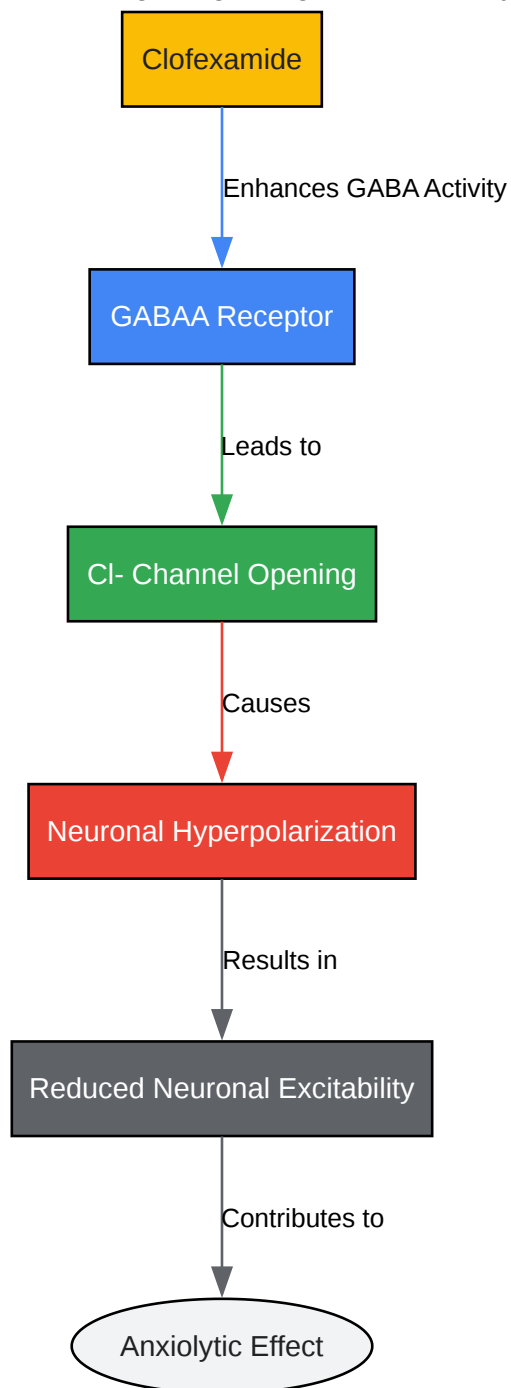 Clofexamide
Enhances GABA Activity
GABAA Receptor
Leads to
Cl- Channel Opening
Causes
Neuronal Hyperpolarization
Results in
Reduced Neuronal Excitability
Contributes to
Anxiolytic Effect